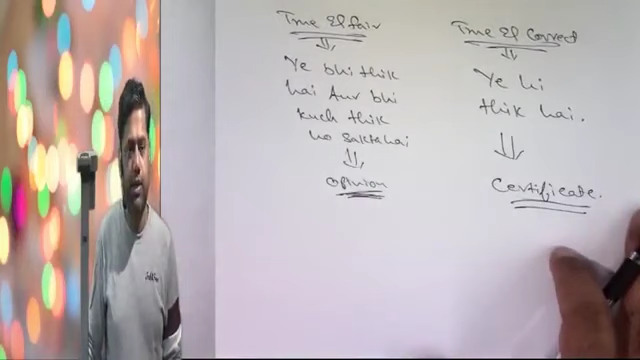 True & fair
Ye bhi thik
hai Aur bhi
kuch thik
ho sakta hai
opinion
True & Correct
Ye hi
thik hai.
Certificate.